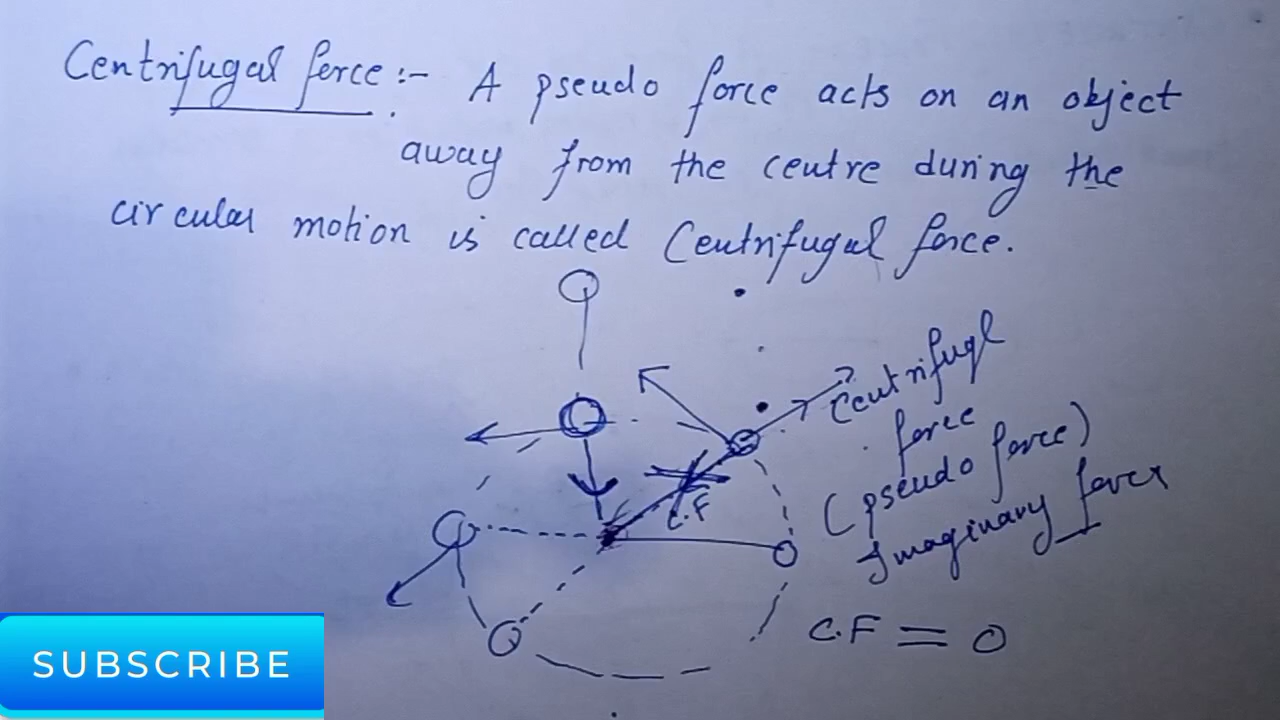 Centrifugal force :- A pseudo force acts on an object
away from the centre during the
circular motion is called Centrifugal force.
Centrifugl
force
(pseudo force)
Imaginary force
C.F
C.F = 0
SUBSCRIBE